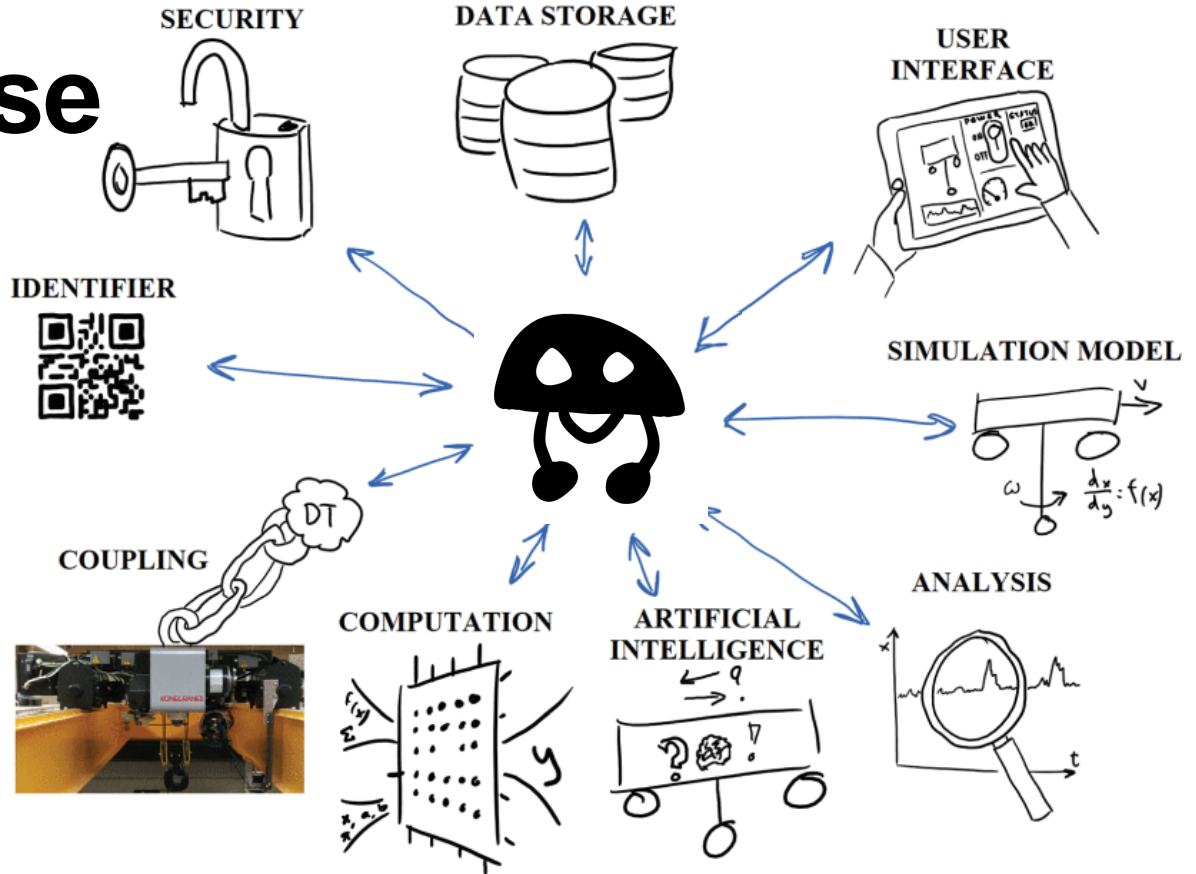 se
SECURITY
DATA STORAGE
USER
INTERFACE
POWER
ON
OFF
STATUS
IDENTIFIER
SIMULATION MODEL
v
ω
dx
dy
= f(x)
DT
COUPLING
KONECRANES
COMPUTATION
f(x)
Σ
x, a, b
π
y
ARTIFICIAL
INTELLIGENCE
?
!
ANALYSIS
x
t